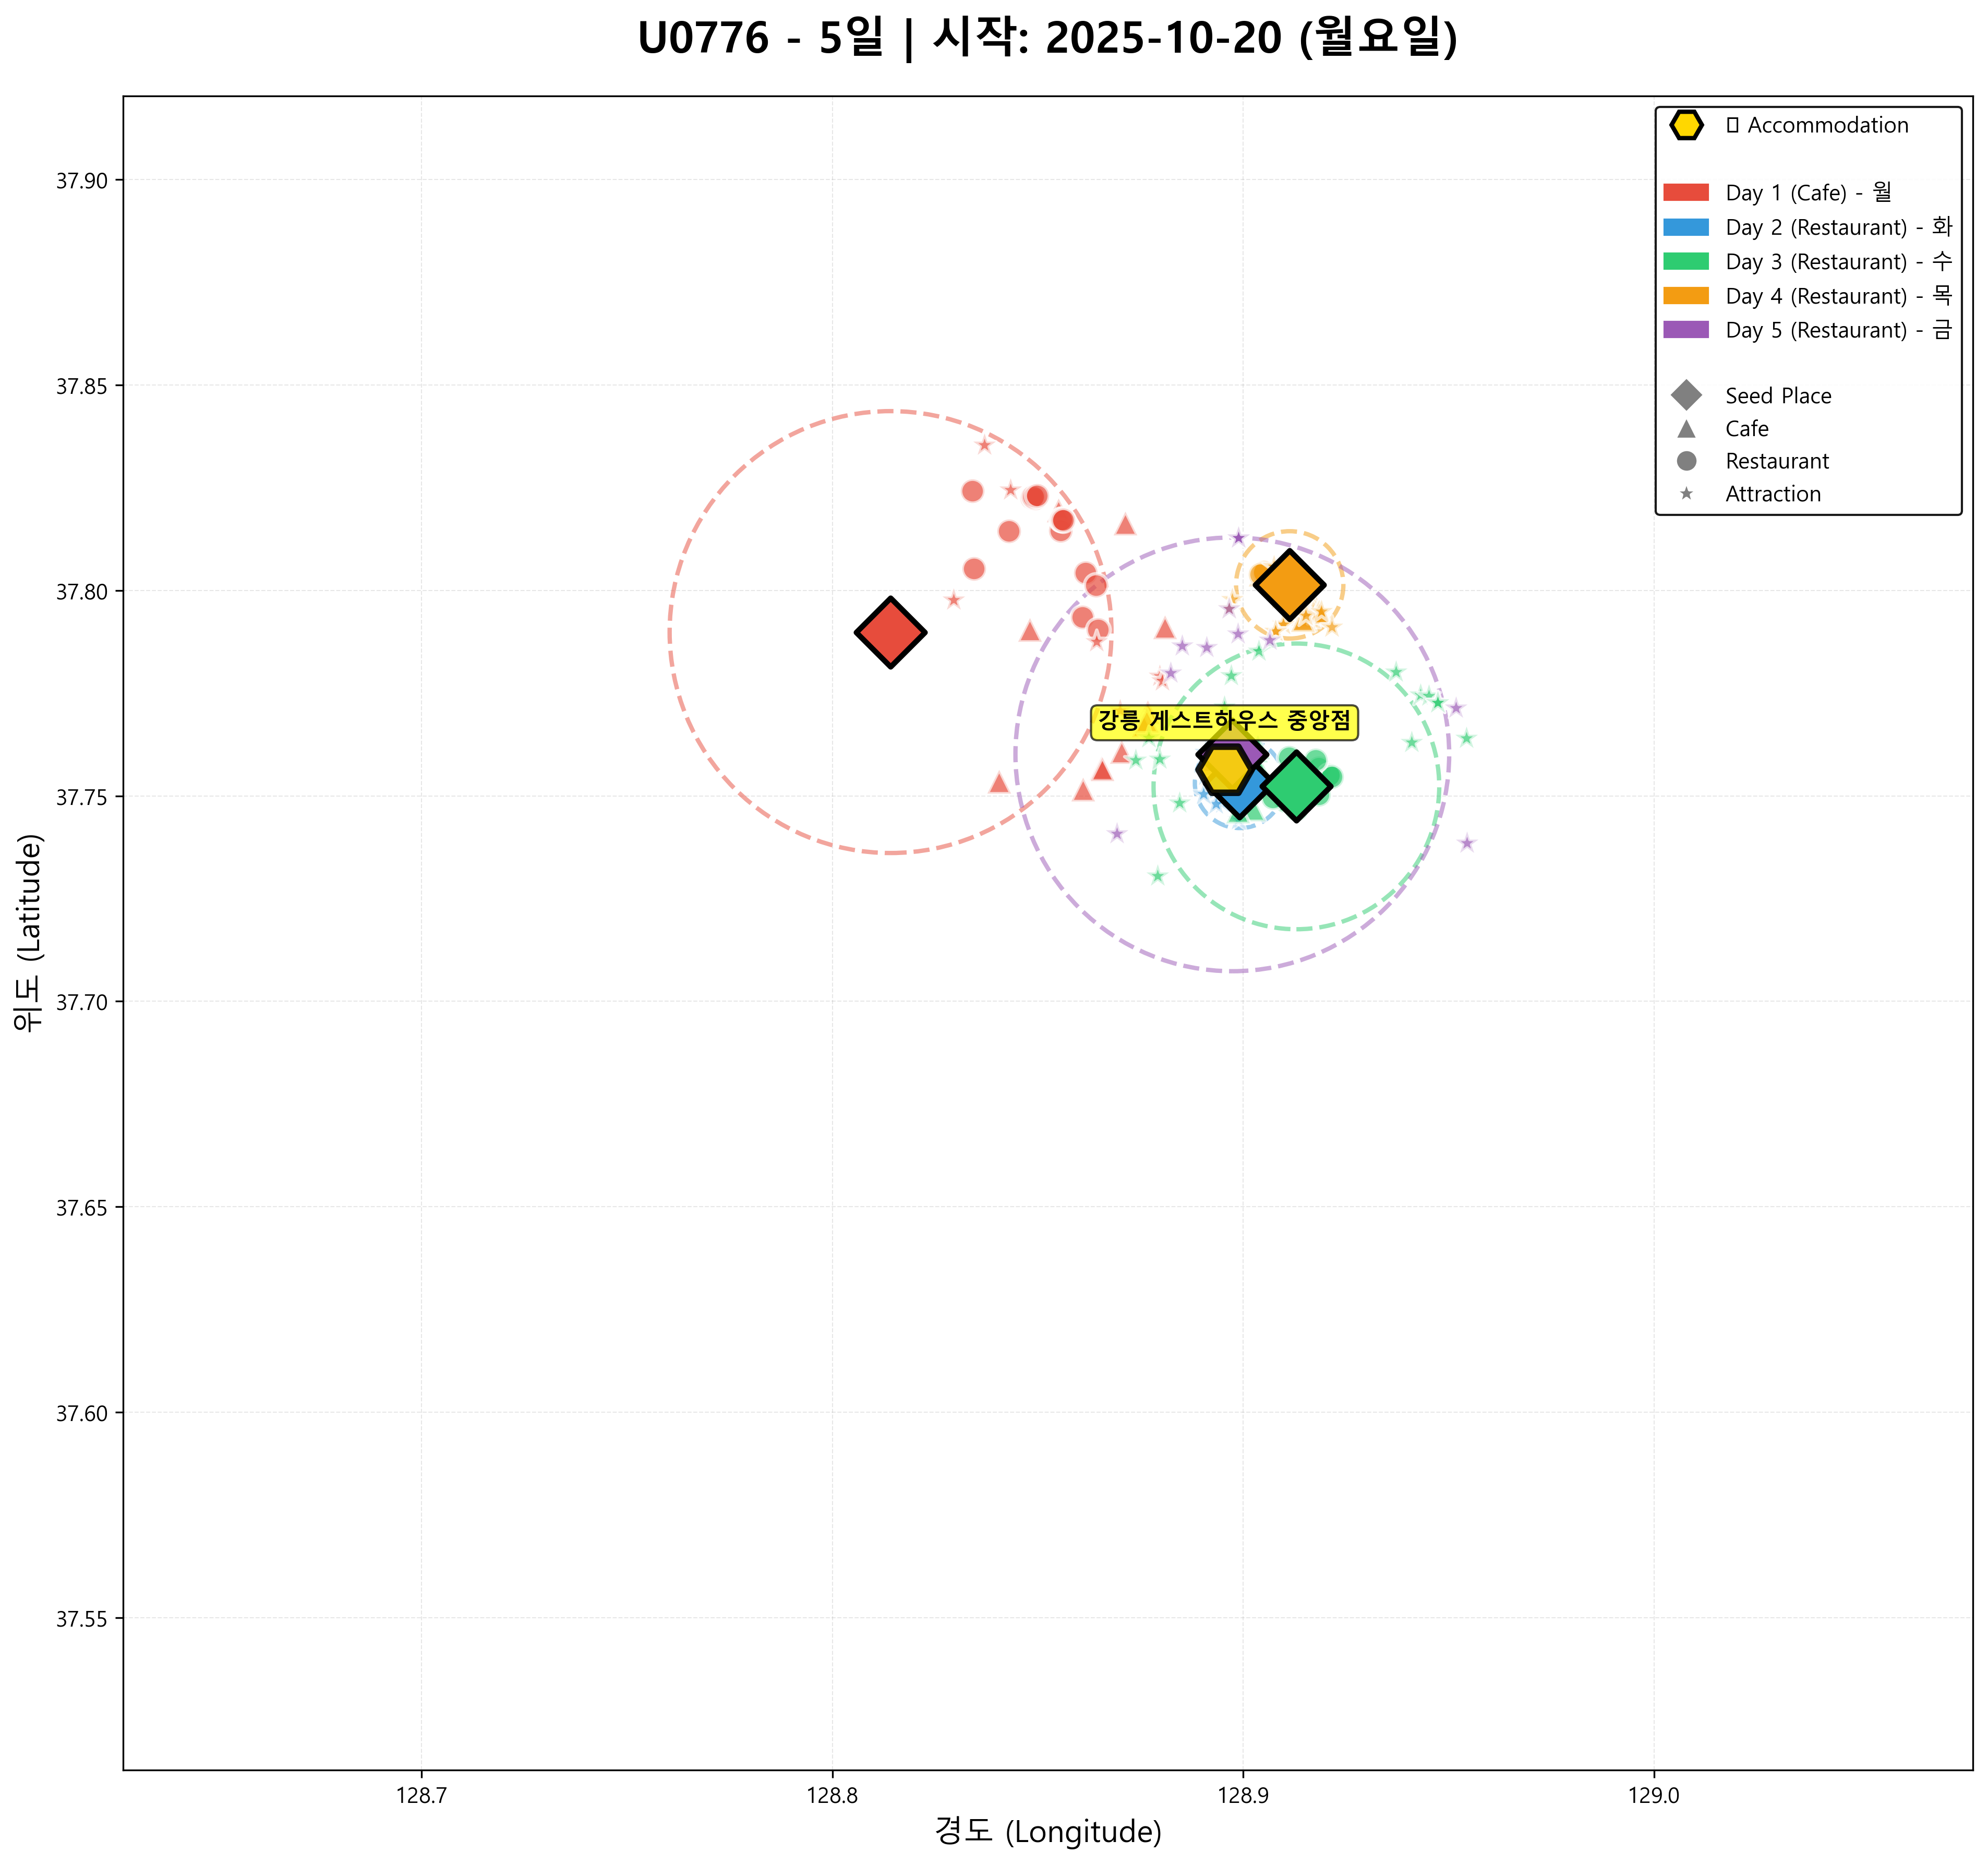 U0776 - 5일 | 시작: 2025-10-20 (월요일)
Accommodation
Day 1 (Cafe) - 월
Day 2 (Restaurant) - 화
Day 3 (Restaurant) - 수
Day 4 (Restaurant) - 목
Day 5 (Restaurant) - 금
Seed Place
Cafe
Restaurant
Attraction
강릉 게스트하우스 중앙점
위도 (Latitude)
37.90
37.85
37.80
37.75
37.70
37.65
37.60
37.55
128.7
128.8
128.9
129.0
경도 (Longitude)